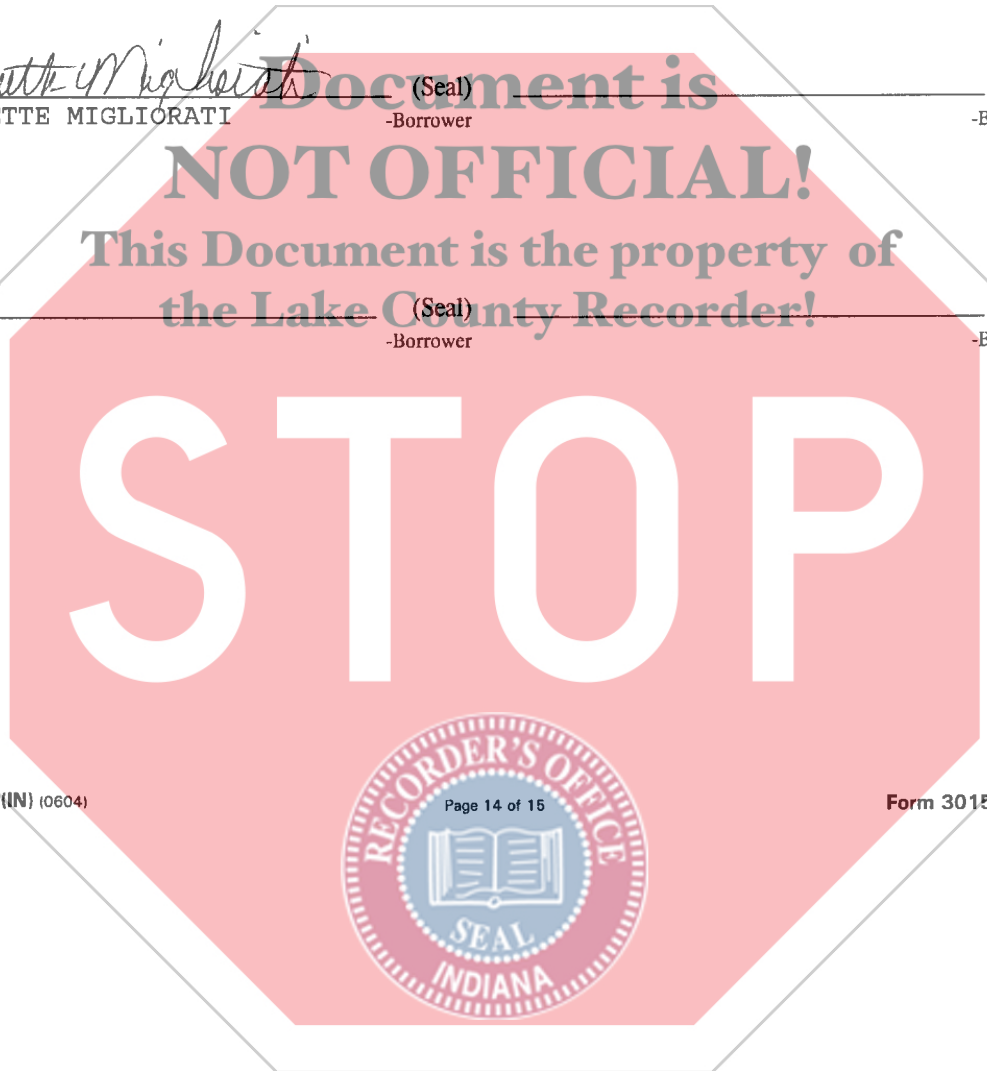 Document is
(Seal)
TTE MIGLIORATI
-Borrower
-B
NOT OFFICIAL!
This Document is the property of
the Lake County Recorder!
(Seal)
-Borrower
-B
STOP
(IN) (0604)
Page 14 of 15
Form 3015
RECORDER'S OFFICE
SEAL
INDIANA